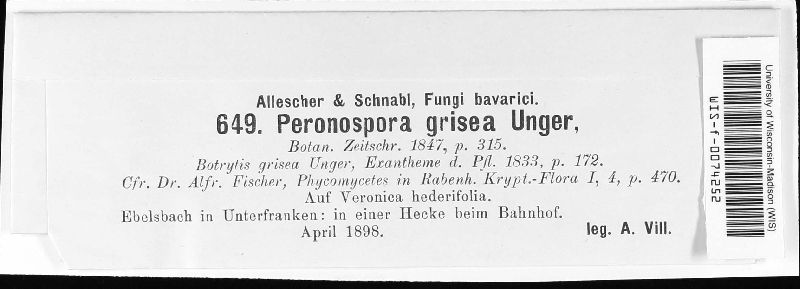 Allescher & Schnabl, Fungi bavarici.
649. Peronospora grisea Unger,
Botan. Zeitschr. 1847, p. 315.
Botrytis grisea Unger, Exantheme d. Pfl. 1833, p. 172.
Cfr. Dr. Alfr. Fischer, Phycomycetes in Rabenh. Krypt.-Flora I, 4, p. 470.
Auf Veronica hederifolia.
Ebelsbach in Unterfranken: in einer Hecke beim Bahnhof.
April 1898.
leg. A. Vill.
WIS-f-0074252
University of Wisconsin-Madison (WIS)